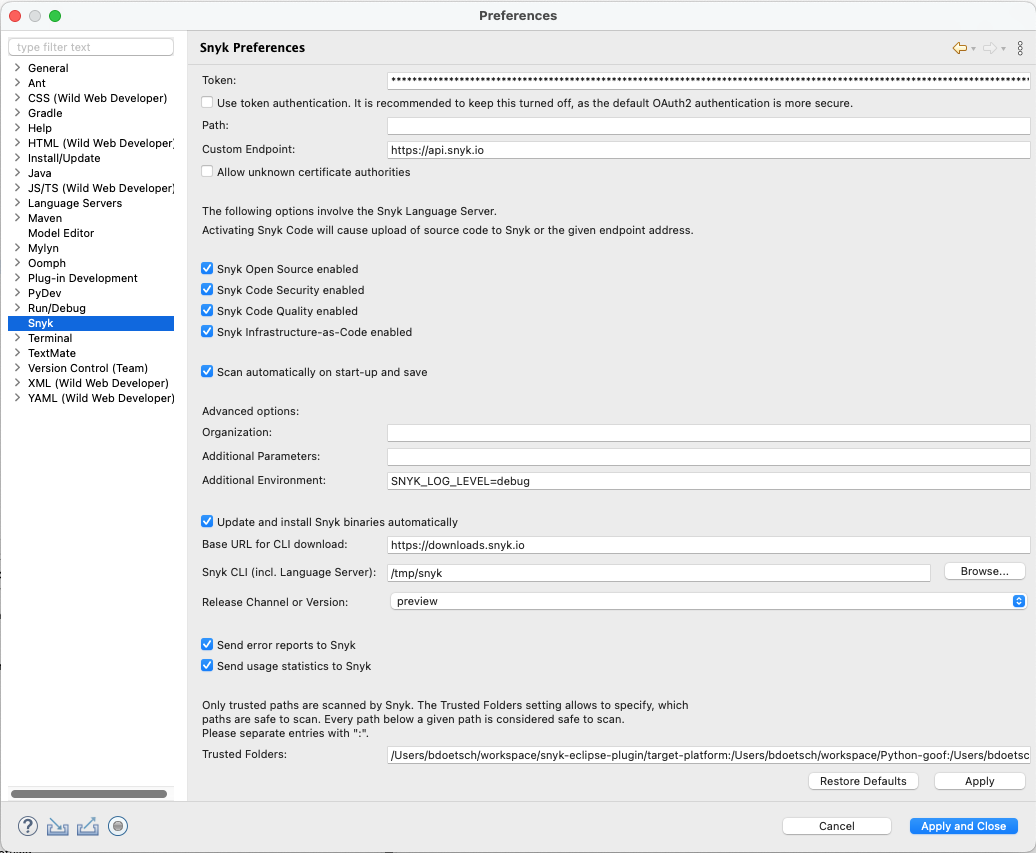 Preferences
type filter text
General
Ant
CSS (Wild Web Developer)
Gradle
Help
HTML (Wild Web Developer)
Install/Update
Java
JS/TS (Wild Web Developer)
Language Servers
Maven
Model Editor
Mylyn
Oomph
Plug-in Development
PyDev
Run/Debug
Snyk
Terminal
TextMate
Version Control (Team)
XML (Wild Web Developer)
YAML (Wild Web Developer)
Snyk Preferences
Token:
Use token authentication. It is recommended to keep this turned off, as the default OAuth2 authentication is more secure.
Path:
Custom Endpoint: https://api.snyk.io
Allow unknown certificate authorities
The following options involve the Snyk Language Server.
Activating Snyk Code will cause upload of source code to Snyk or the given endpoint address.
Snyk Open Source enabled
Snyk Code Security enabled
Snyk Code Quality enabled
Snyk Infrastructure-as-Code enabled
Scan automatically on start-up and save
Advanced options:
Organization:
Additional Parameters:
Additional Environment: SNYK_LOG_LEVEL=debug
Update and install Snyk binaries automatically
Base URL for CLI download: https://downloads.snyk.io
Snyk CLI (incl. Language Server): /tmp/snyk Browse...
Release Channel or Version: preview
Send error reports to Snyk
Send usage statistics to Snyk
Only trusted paths are scanned by Snyk. The Trusted Folders setting allows to specify, which
paths are safe to scan. Every path below a given path is considered safe to scan.
Please separate entries with ":".
Trusted Folders: /Users/bdoetsch/workspace/snyk-eclipse-plugin/target-platform:/Users/bdoetsch/workspace/Python-goof:/Users/bdoetsc
Restore Defaults Apply
Cancel Apply and Close